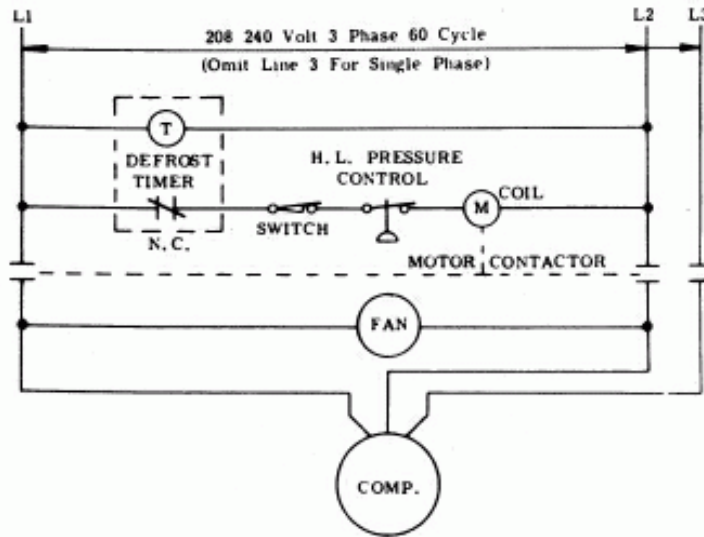 L1
L2
L3
208 240 Volt 3 Phase 60 Cycle
(Omit Line 3 For Single Phase)
T
DEFROST
TIMER
H.L. PRESSURE
CONTROL
COIL
SWITCH
M
N.C.
MOTOR CONTACTOR
FAN
COMP.